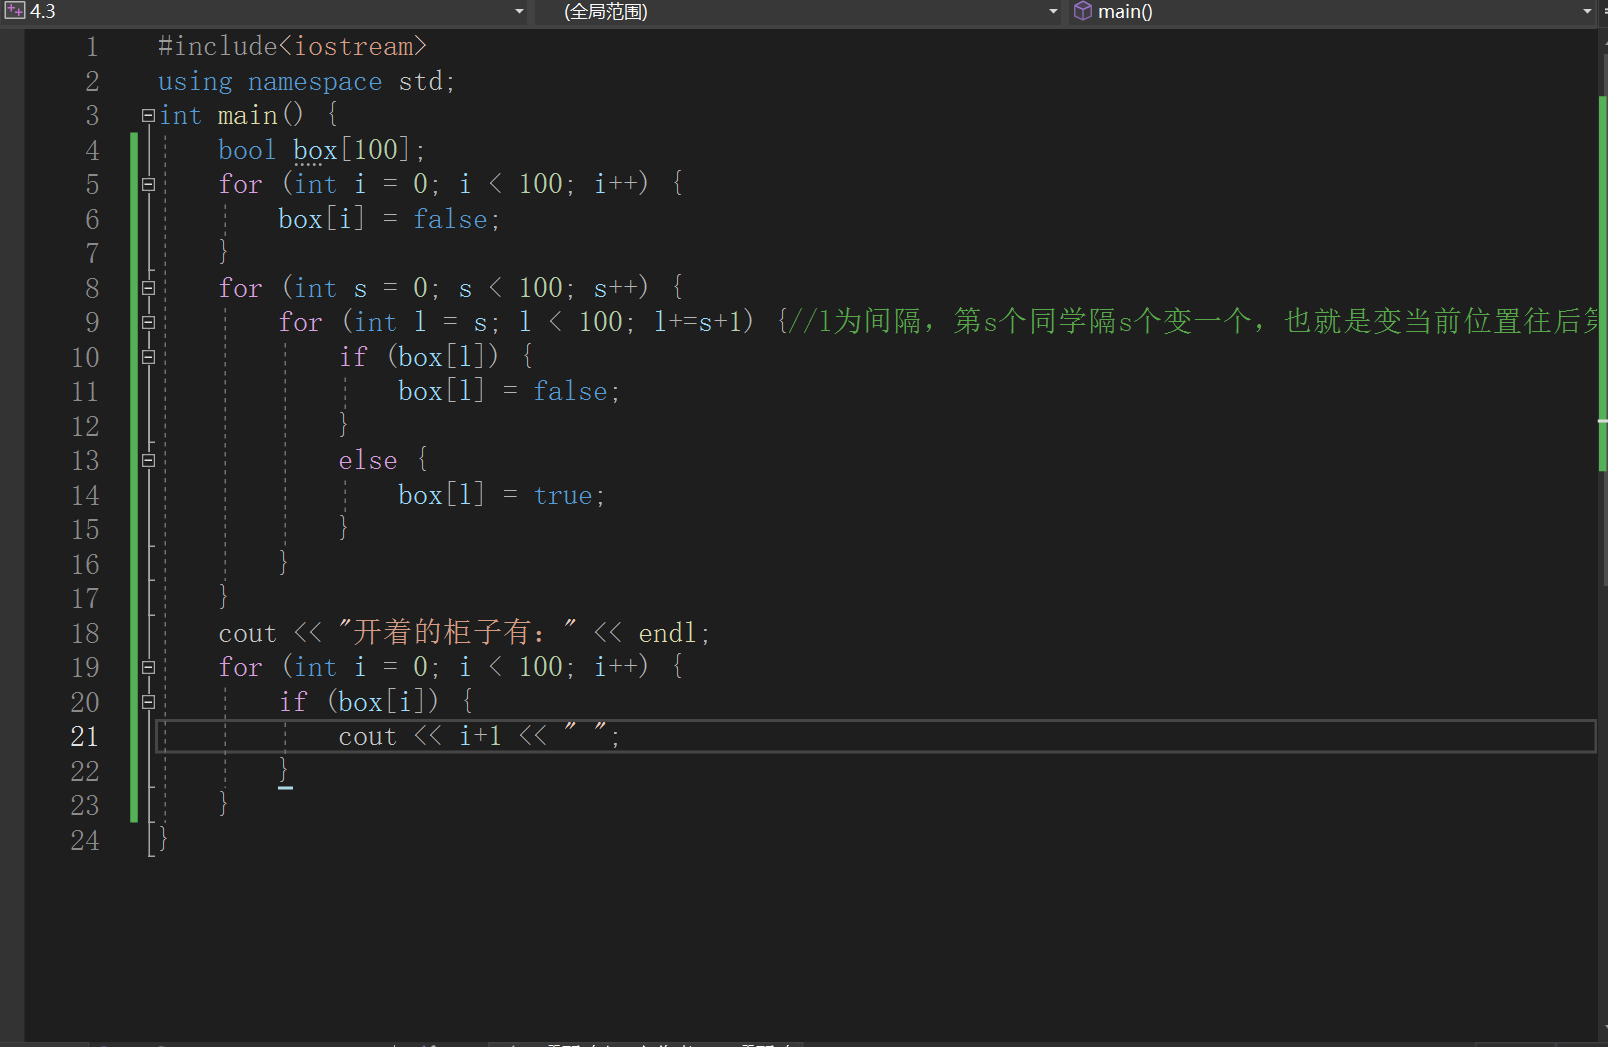 4.3 (全局范围) main()
1 #include<iostream>
2 using namespace std;
3 int main() {
4 bool box[100];
5 for (int i = 0; i < 100; i++) {
6 box[i] = false;
7 }
8 for (int s = 0; s < 100; s++) {
9 for (int l = s; l < 100; l+=s+1) {//l为间隔，第s个同学隔s个变一个，也就是变当前位置往后第
10 if (box[l]) {
11 box[l] = false;
12 }
13 else {
14 box[l] = true;
15 }
16 }
17 }
18 cout << "开着的柜子有：" << endl;
19 for (int i = 0; i < 100; i++) {
20 if (box[i]) {
21 cout << i+1 << " ";
22 }
23 }
24 }